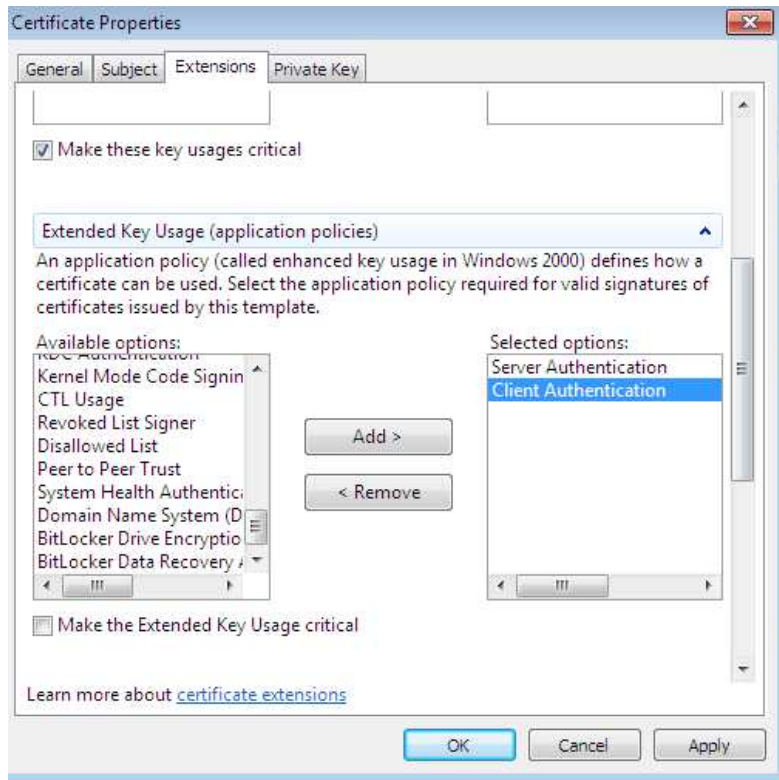 Certificate Properties
General Subject Extensions Private Key
Make these key usages critical
Extended Key Usage (application policies)
An application policy (called enhanced key usage in Windows 2000) defines how a
certificate can be used. Select the application policy required for valid signatures of
certificates issued by this template.
Available options:
KDC Authentication
Kernel Mode Code Signin
CTL Usage
Revoked List Signer
Disallowed List
Peer to Peer Trust
System Health Authentica
Domain Name System (D
BitLocker Drive Encryptio
BitLocker Data Recovery A
Add >
< Remove
Selected options:
Server Authentication
Client Authentication
Make the Extended Key Usage critical
Learn more about certificate extensions
OK Cancel Apply